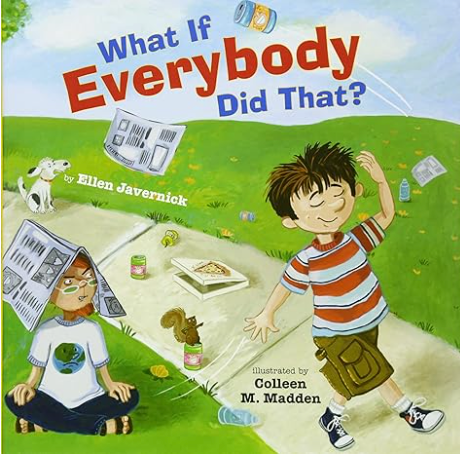 What If
Everybody
Did That?
by Ellen Javernick
illustrated by
Colleen
M. Madden